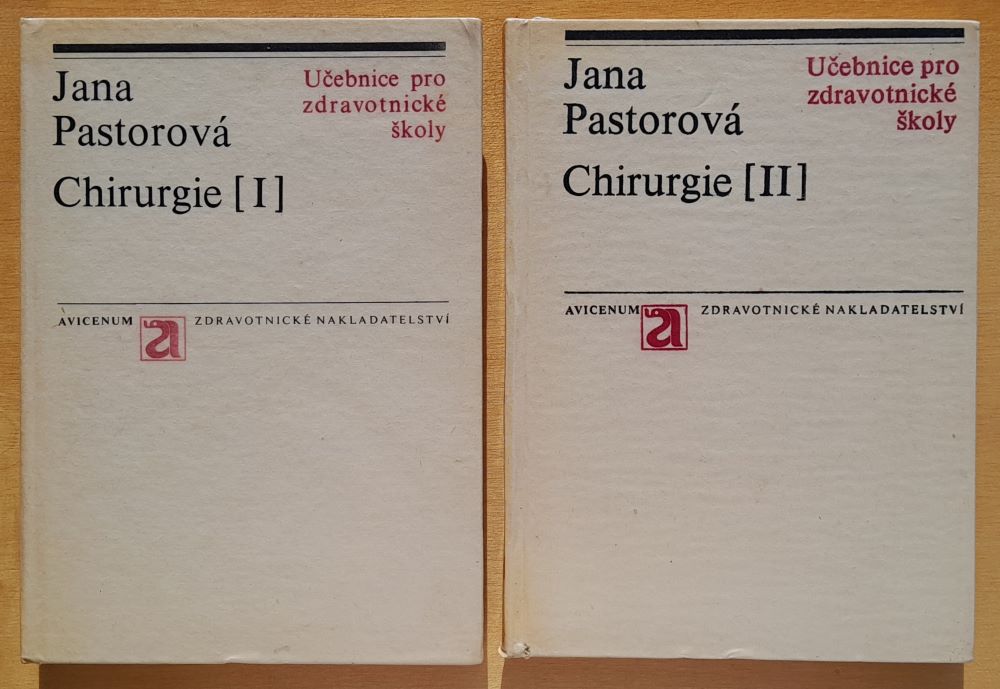 Jana
Pastorová
Chirurgie [I]
Učebnice pro
zdravotnické
školy
AVICENUM a ZDRAVOTNICKÉ NAKLADATELSTVÍ
Jana
Pastorová
Chirurgie [II]
Učebnice pro
zdravotnické
školy
AVICENUM a ZDRAVOTNICKÉ NAKLADATELSTVÍ